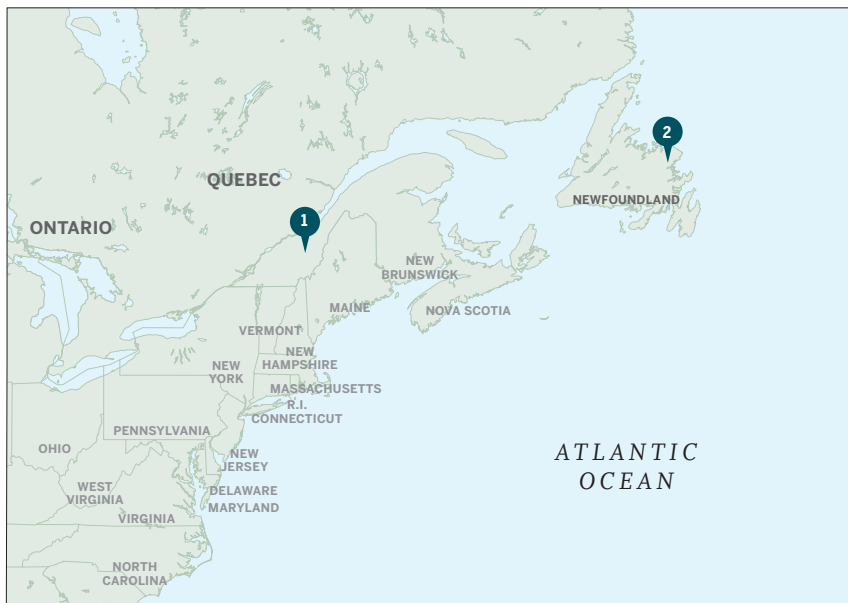 2
QUEBEC
NEWFOUNDLAND
1
ONTARIO
NEW
BRUNSWICK
MAINE
NOVA SCOTIA
VERMONT
NEW
HAMPSHIRE
NEW
YORK
MASSACHUSETTS
R.I.
CONNECTICUT
PENNSYLVANIA
OHIO
NEW
JERSEY
ATLANTIC
OCEAN
WEST
VIRGINIA
DELAWARE
MARYLAND
VIRGINIA
NORTH
CAROLINA